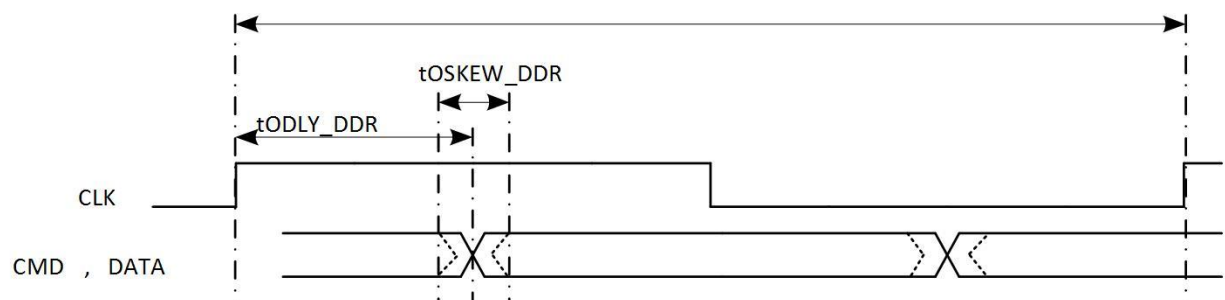 tOSKEW_DDR
tODLY_DDR
CLK
CMD , DATA